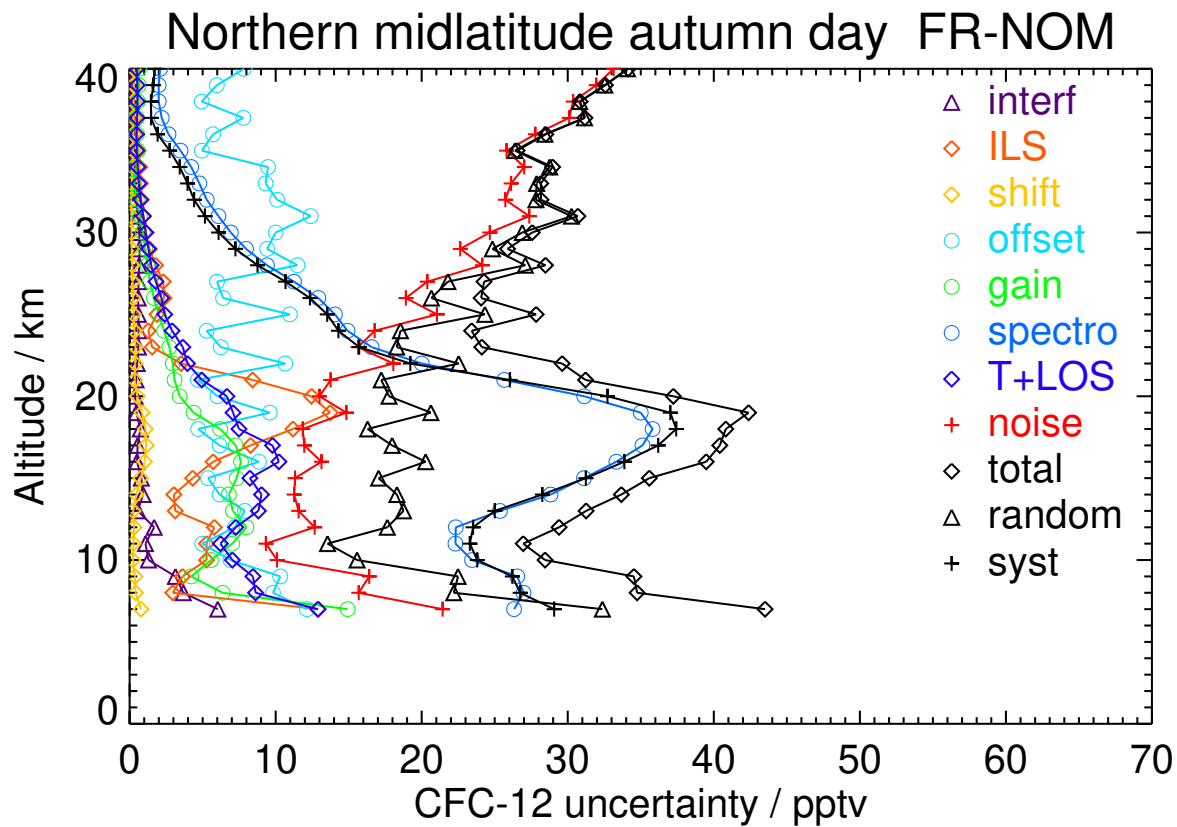 Northern midlatitude autumn day FR-NOM
40
30
20
10
0
Altitude / km
interf
ILS
shift
offset
gain
spectro
T+LOS
noise
total
random
syst
0 10 20 30 40 50 60 70
CFC-12 uncertainty / pptv